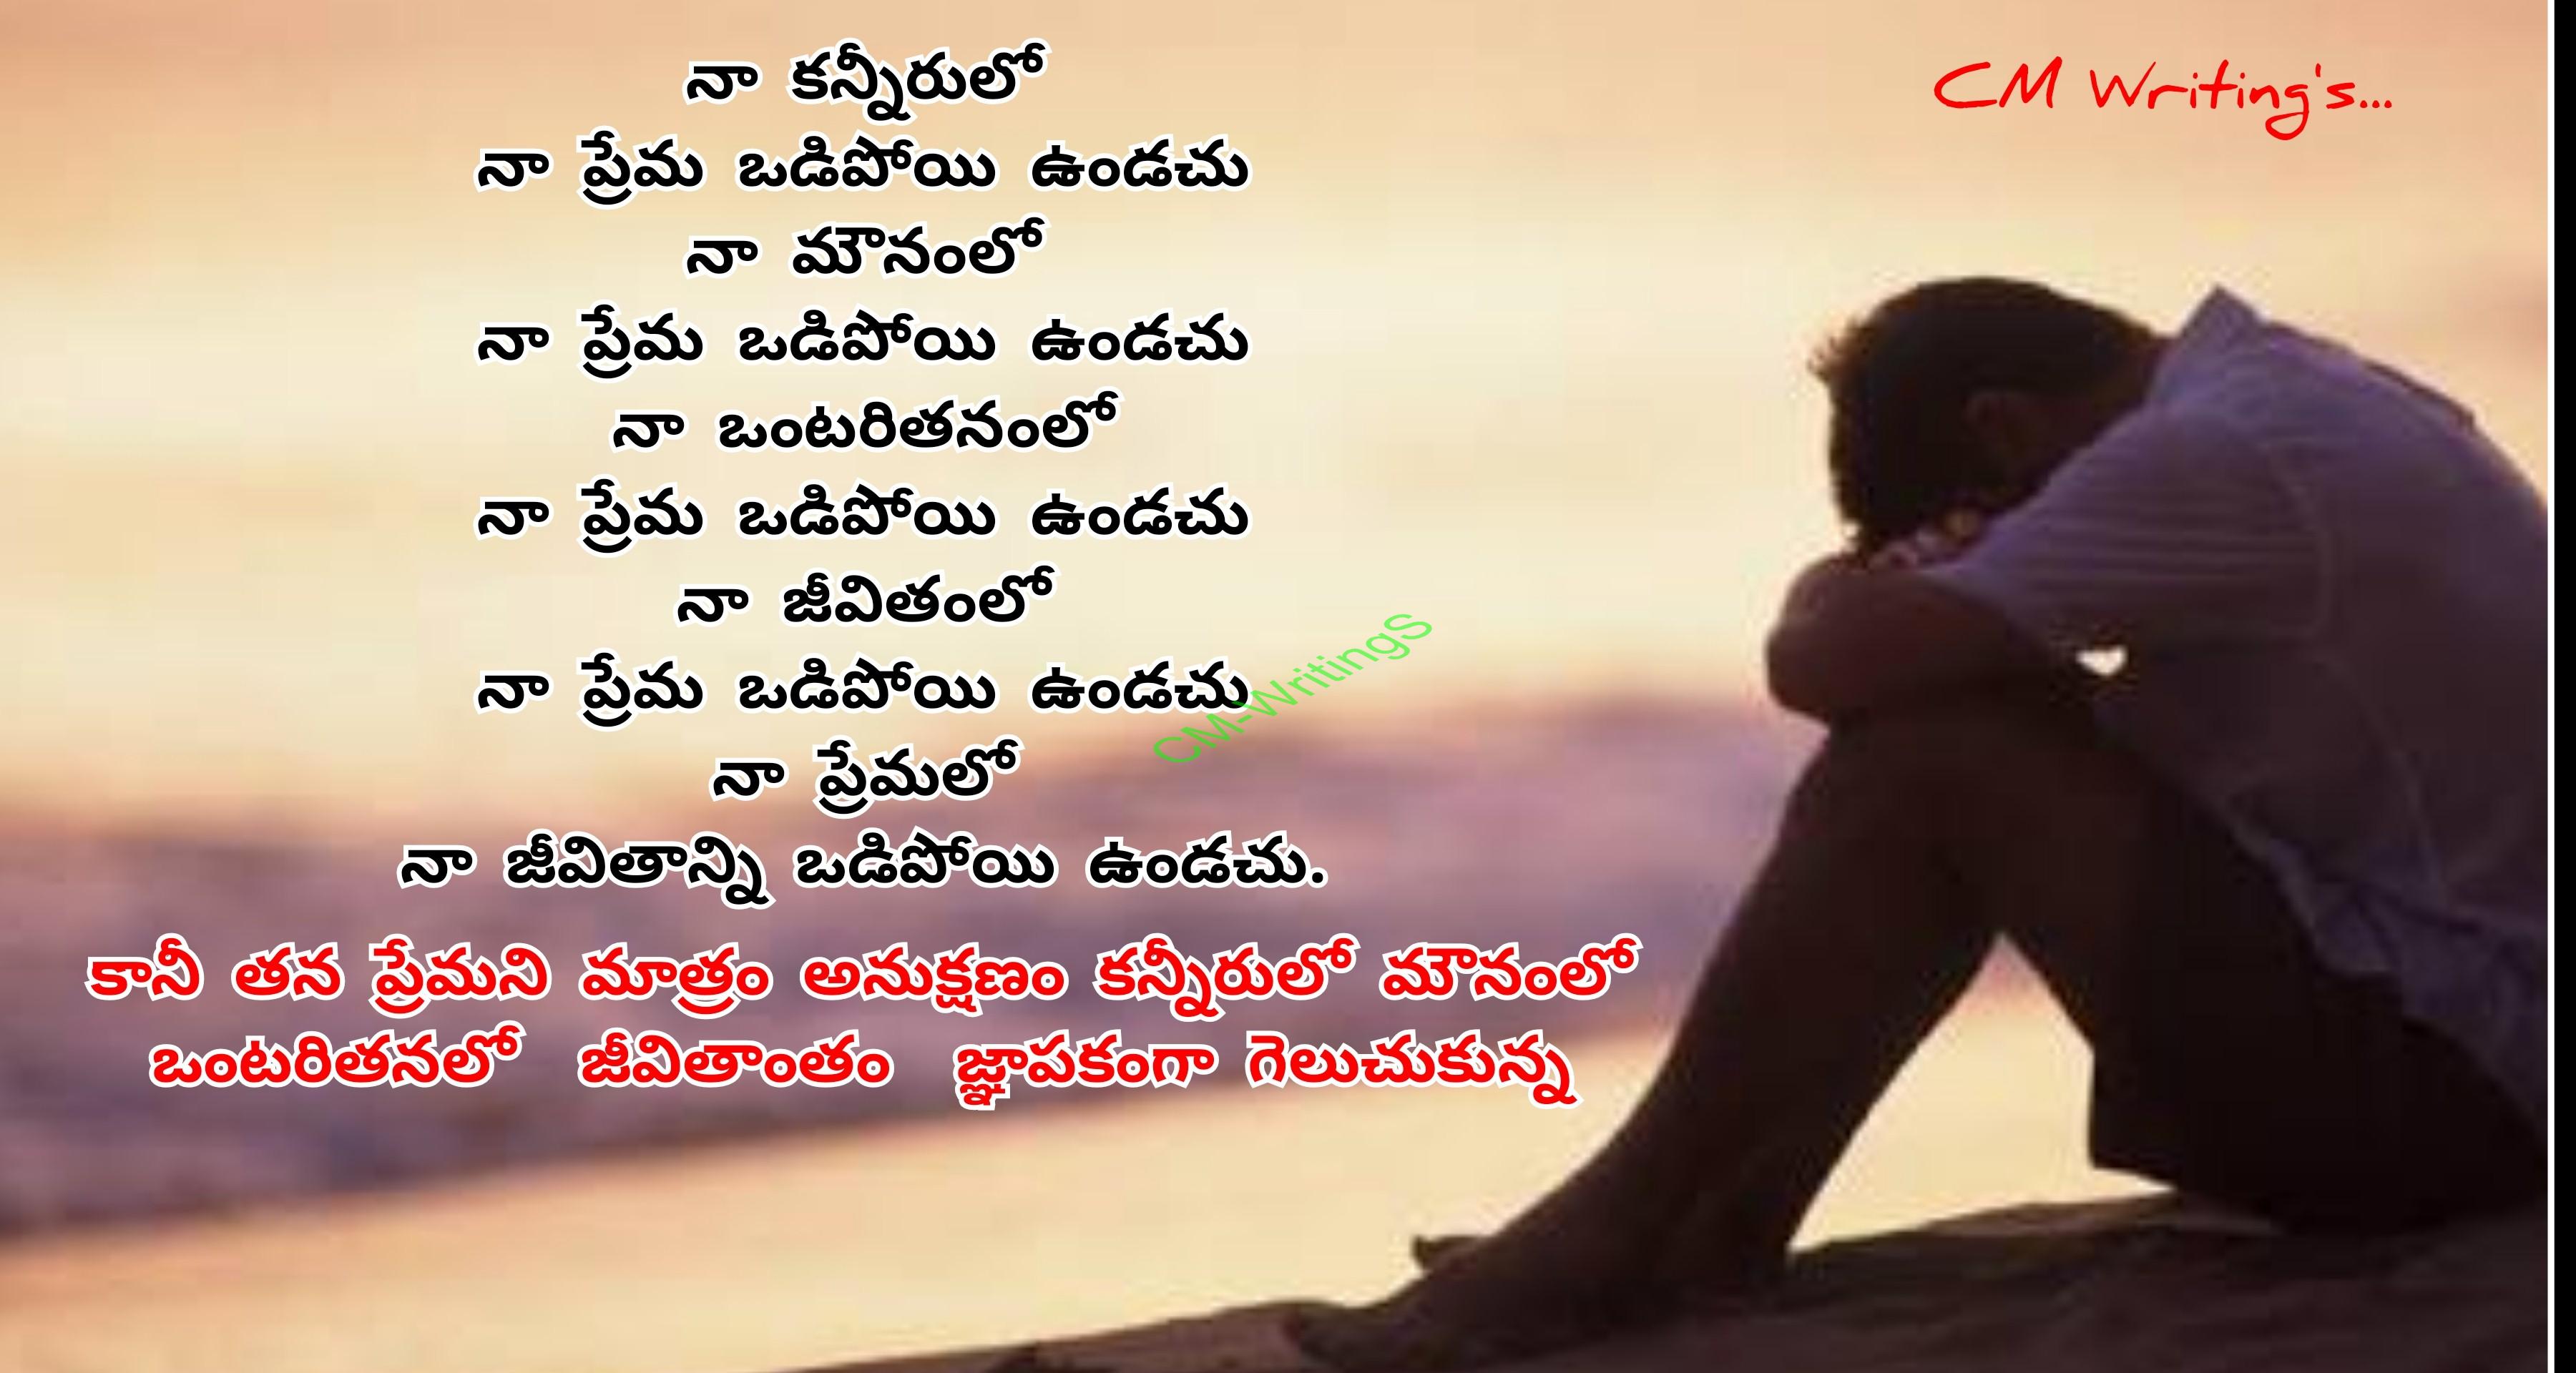 CM Writing's...
నా కన్నీరులో
నా ప్రేమ ఒడిపోయి ఉండచు
నా మౌనంలో
నా ప్రేమ ఒడిపోయి ఉండచు
నా ఒంటరితనంలో
నా ప్రేమ ఒడిపోయి ఉండచు
నా జీవితంలో
నా ప్రేమ ఒడిపోయి ఉండచు
CM-WritingS
నా ప్రేమలో
నా జీవితాన్ని ఒడిపోయి ఉండచు.
కానీ తన ప్రేమని మాత్రం అనుక్షణం కన్నీరులో మౌనంలో
ఒంటరితనలో జీవితాంతం జ్ఞాపకంగా గెలుచుకున్న